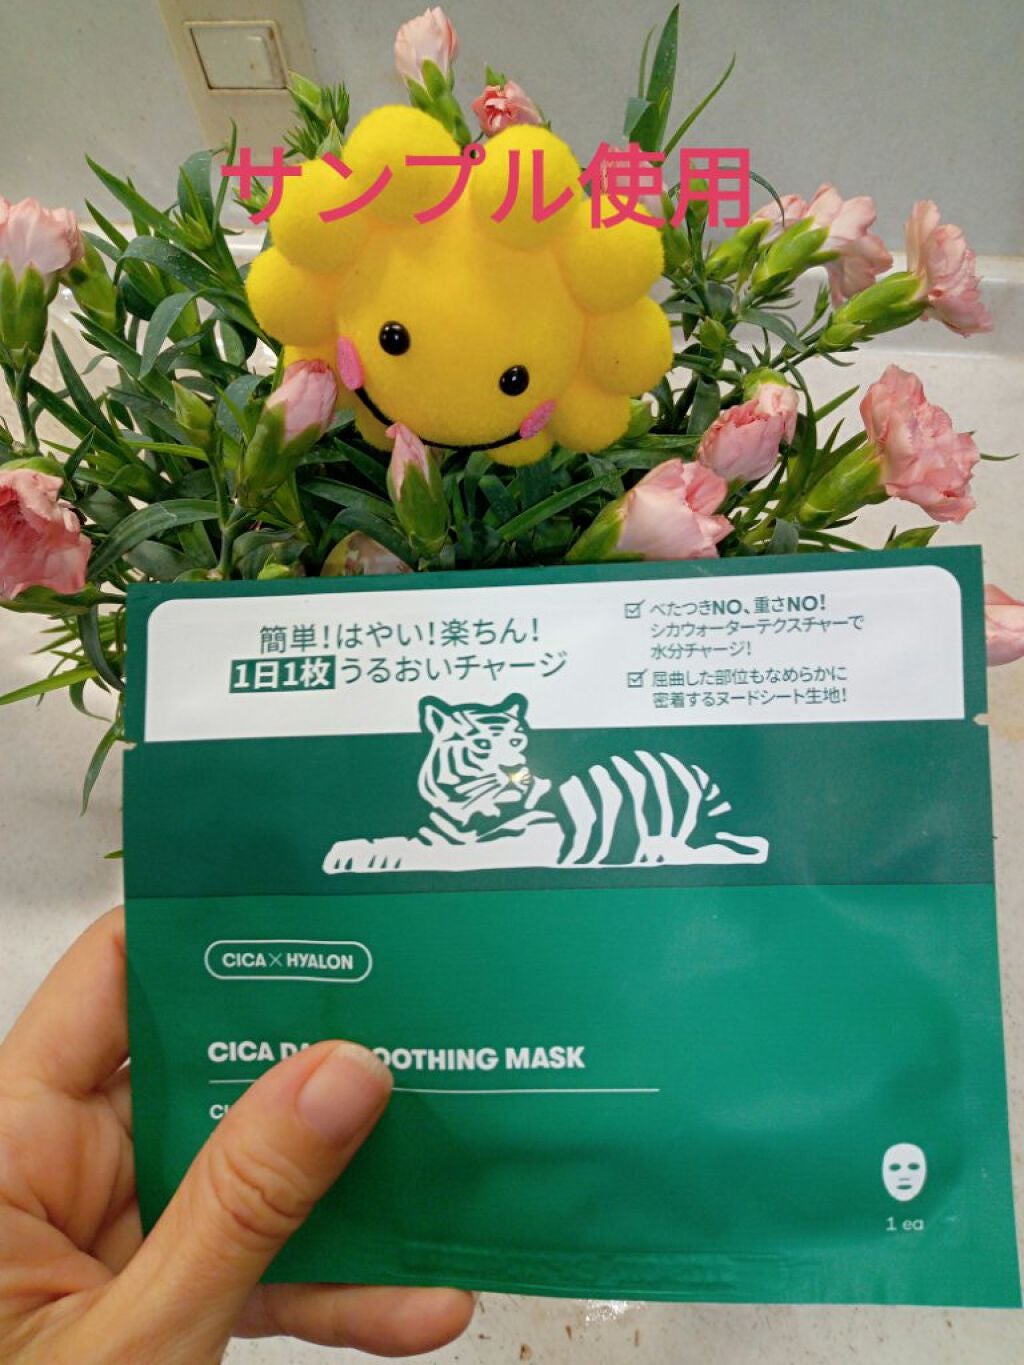 サンプル使用
簡単!はやい!楽ちん!
1日1枚うるおいチャージ
べたつきNO、重さNO!
シカウォーターテクスチャーで
水分チャージ!
屈曲した部位もなめらかに
密着するヌードシート生地!
CICA×HYALON
CICA OOTHING MASK
1 ea